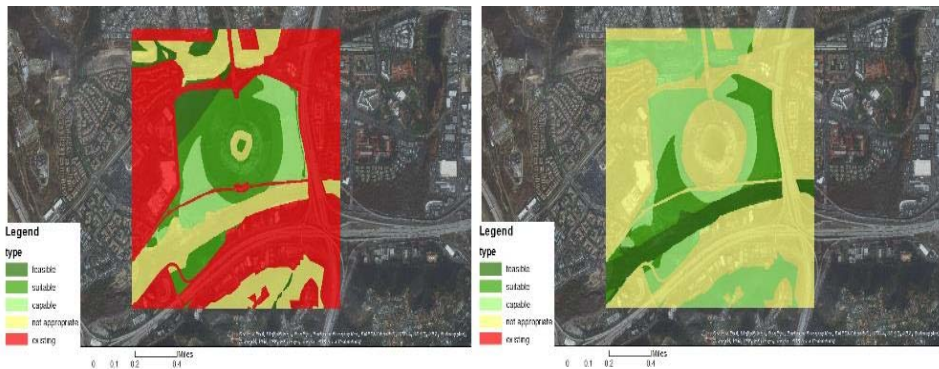 Legend
type
feasible
suitable
capable
not appropriate
existing
0 0.1 0.2 0.4
Miles
Legend
type
feasible
suitable
capable
not appropriate
existing
0 0.1 0.2 0.4
Miles